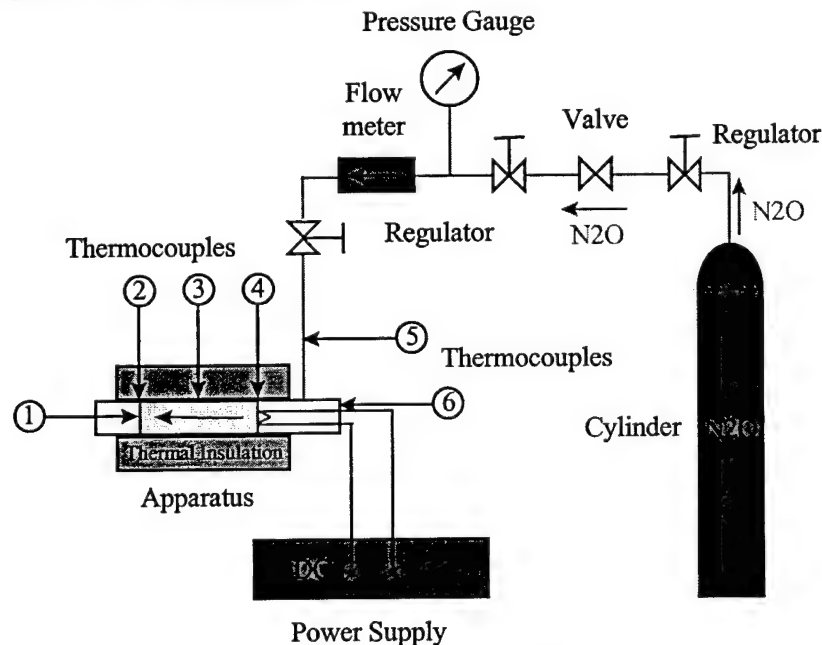 Pressure Gauge
Flow
meter
Valve
Regulator
N2O
N2O
Regulator
Thermocouples
2
3
4
5
Thermocouples
1
6
Cylinder
N2O
Thermal Insulation
Apparatus
DC
Power Supply